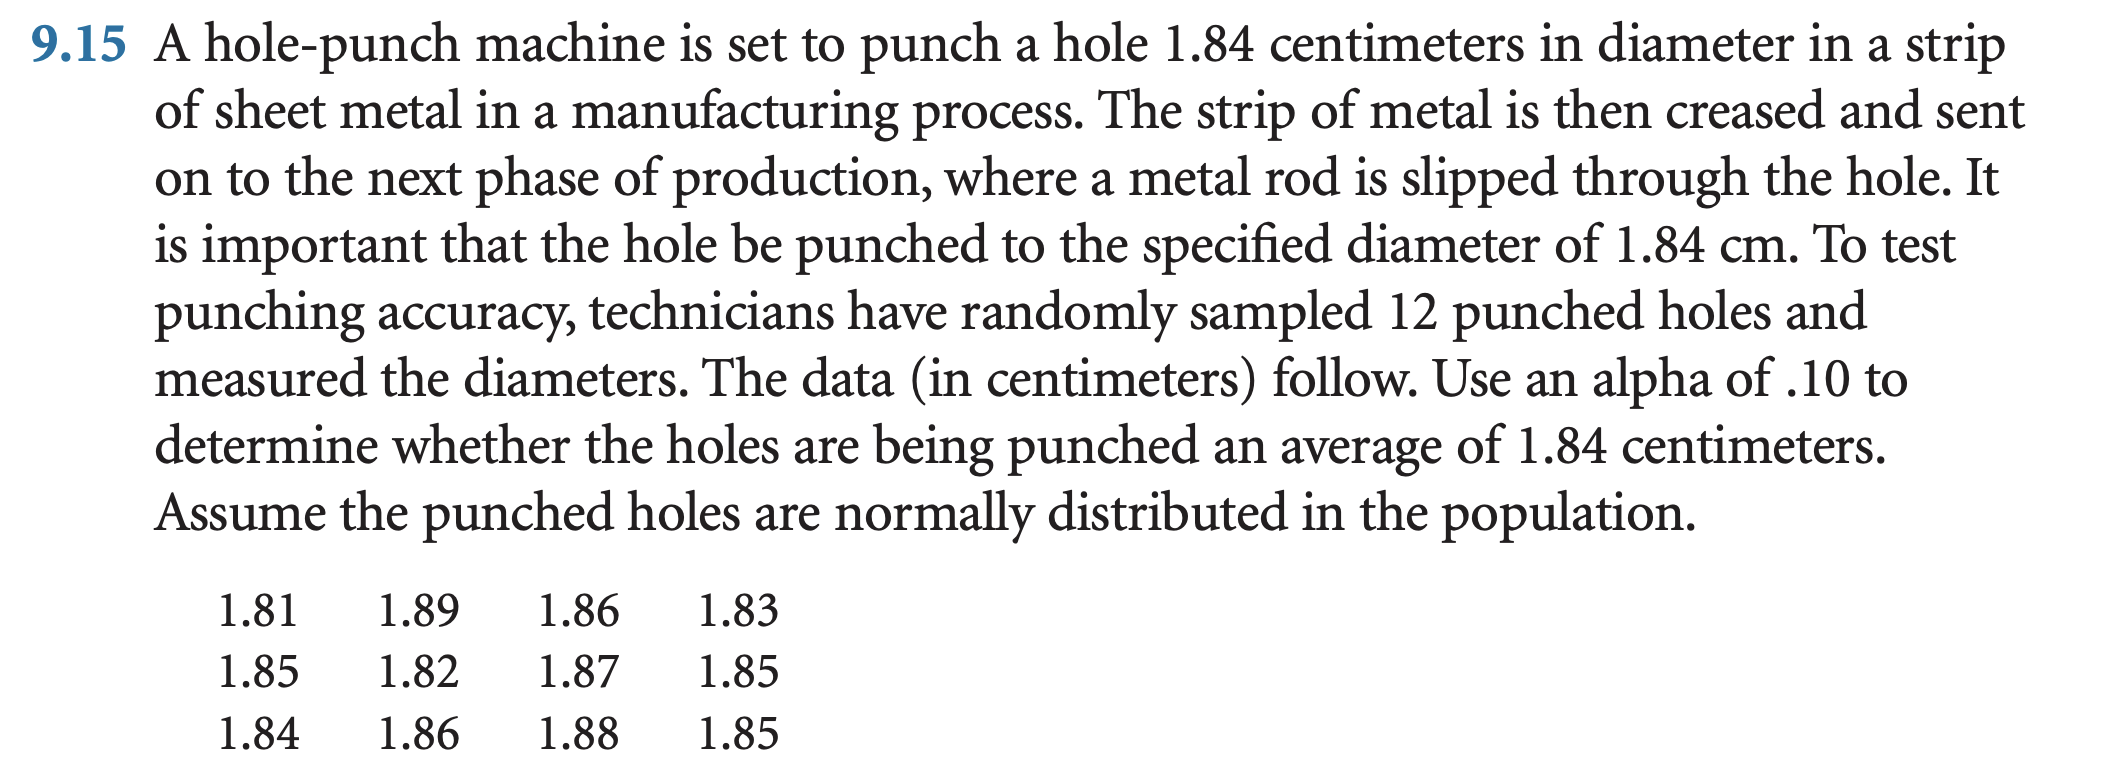 9.15 A hole-punch machine is set to punch a hole 1.84 centimeters in diameter in a strip
of sheet metal in a manufacturing process. The strip of metal is then creased and sent
on to the next phase of production, where a metal rod is slipped through the hole. It
is important that the hole be punched to the specified diameter of 1.84 cm. To test
punching accuracy, technicians have randomly sampled 12 punched holes and
measured the diameters. The data (in centimeters) follow. Use an alpha of .10 to
determine whether the holes are being punched an average of 1.84 centimeters.
Assume the punched holes are normally distributed in the population.
1.81 1.89 1.86 1.83
1.85 1.82 1.87 1.85
1.84 1.86 1.88 1.85